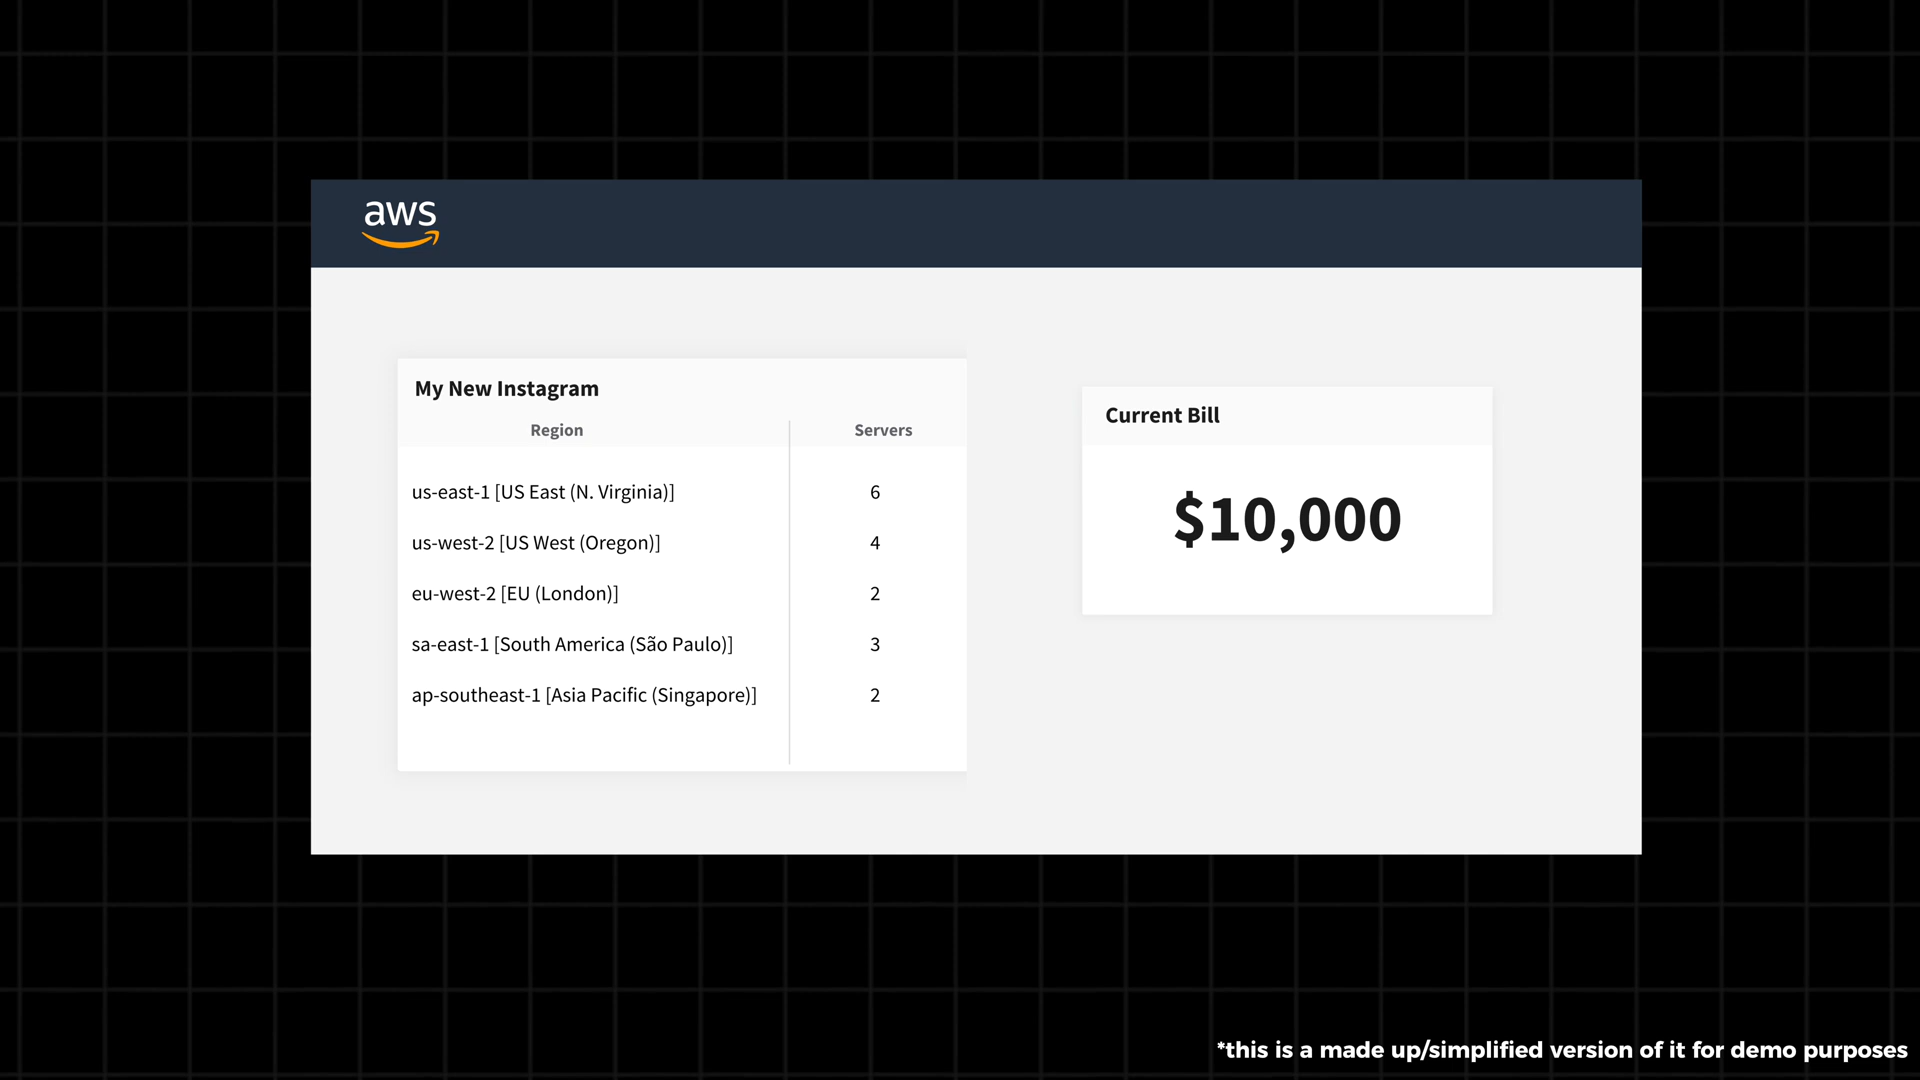 aws
My New Instagram
Region Servers
us-east-1 [US East (N. Virginia)] 6
us-west-2 [US West (Oregon)] 4
eu-west-2 [EU (London)] 2
sa-east-1 [South America (São Paulo)] 3
ap-southeast-1 [Asia Pacific (Singapore)] 2
Current Bill
$10,000
*this is a made up/simplified version of it for demo purposes